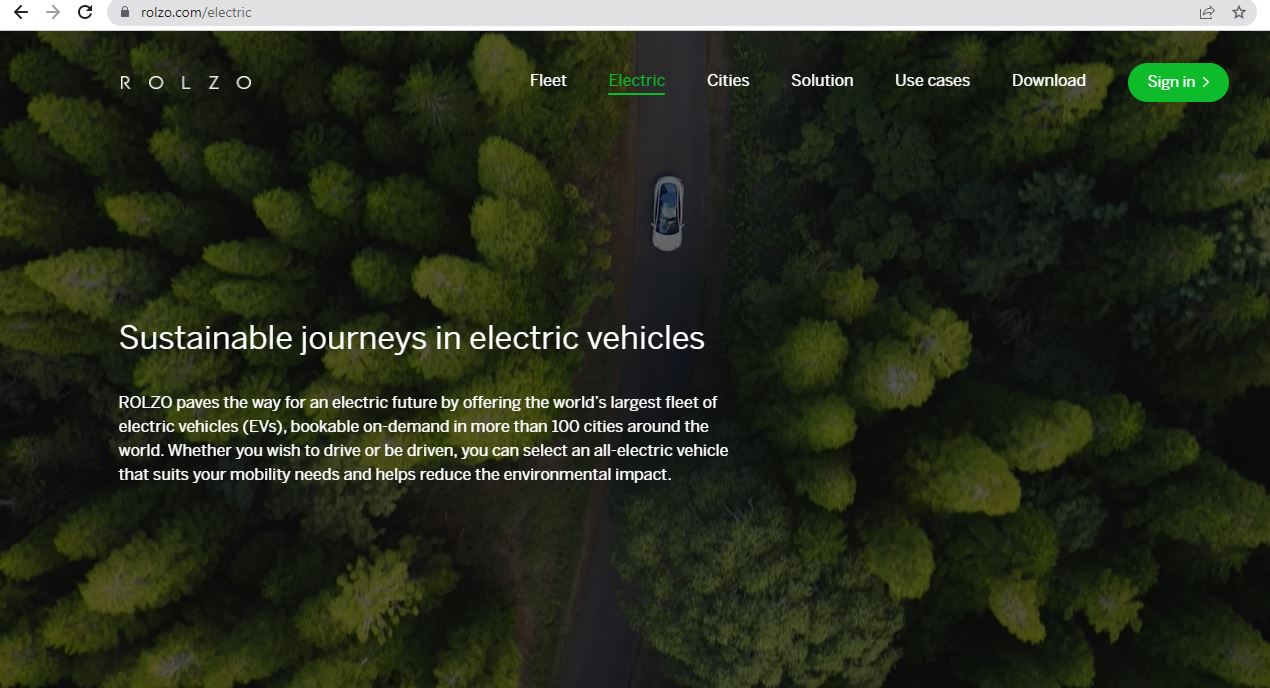 rolzo.com/electric
R O L Z O
Fleet
Electric
Cities
Solution
Use cases
Download
Sign in >
Sustainable journeys in electric vehicles
ROLZO paves the way for an electric future by offering the world's largest fleet of
electric vehicles (EVs), bookable on-demand in more than 100 cities around the
world. Whether you wish to drive or be driven, you can select an all-electric vehicle
that suits your mobility needs and helps reduce the environmental impact.